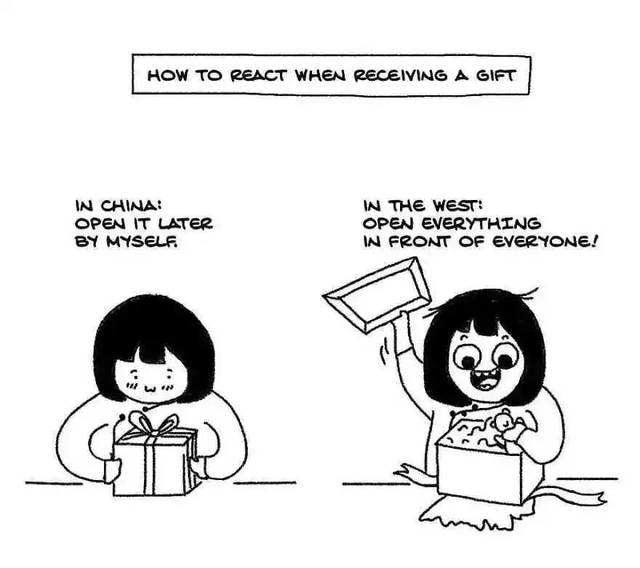 HOW TO REACT WHEN RECEIVING A GIFT
IN CHINA:
OPEN IT LATER
BY MYSELF.
IN THE WEST:
OPEN EVERYTHING
IN FRONT OF EVERYONE!